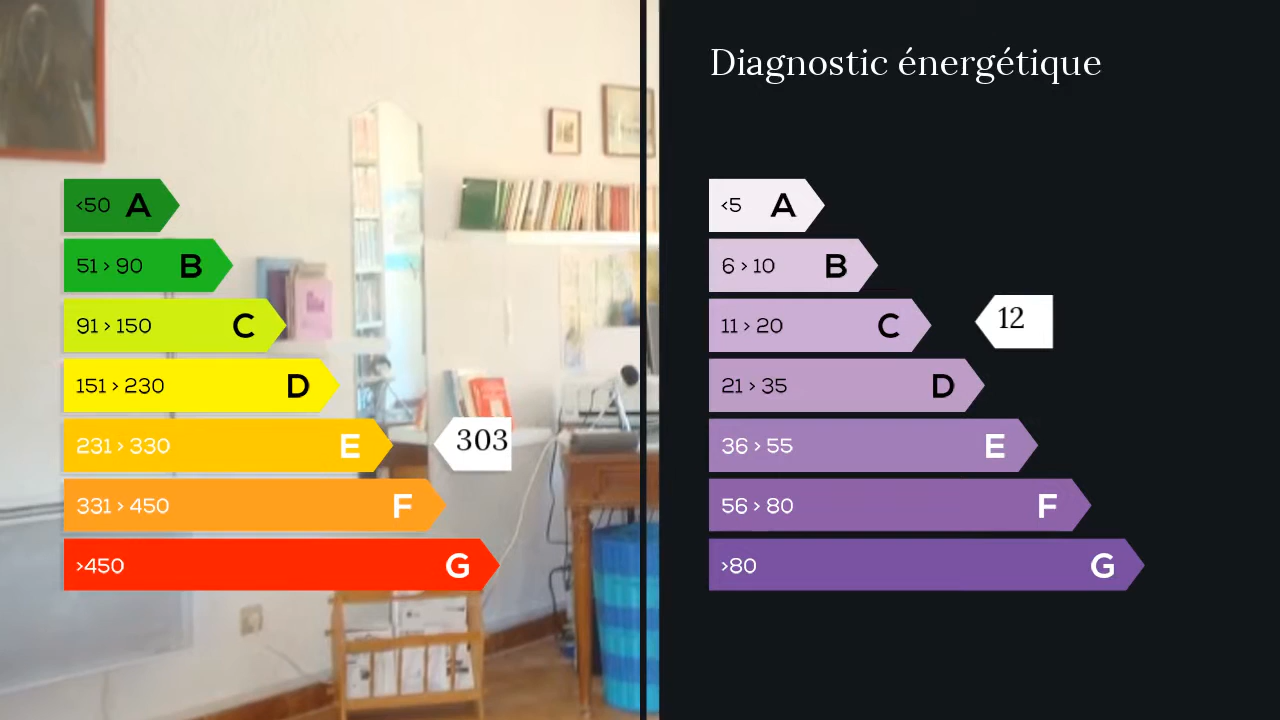 Diagnostic énergétique
<50 A
51 > 90 B
91 > 150 C
151 > 230 D
231 > 330 E
303
331 > 450 F
>450 G
<5 A
6 > 10 B
11 > 20 C
12
21 > 35 D
36 > 55 E
56 > 80 F
>80 G